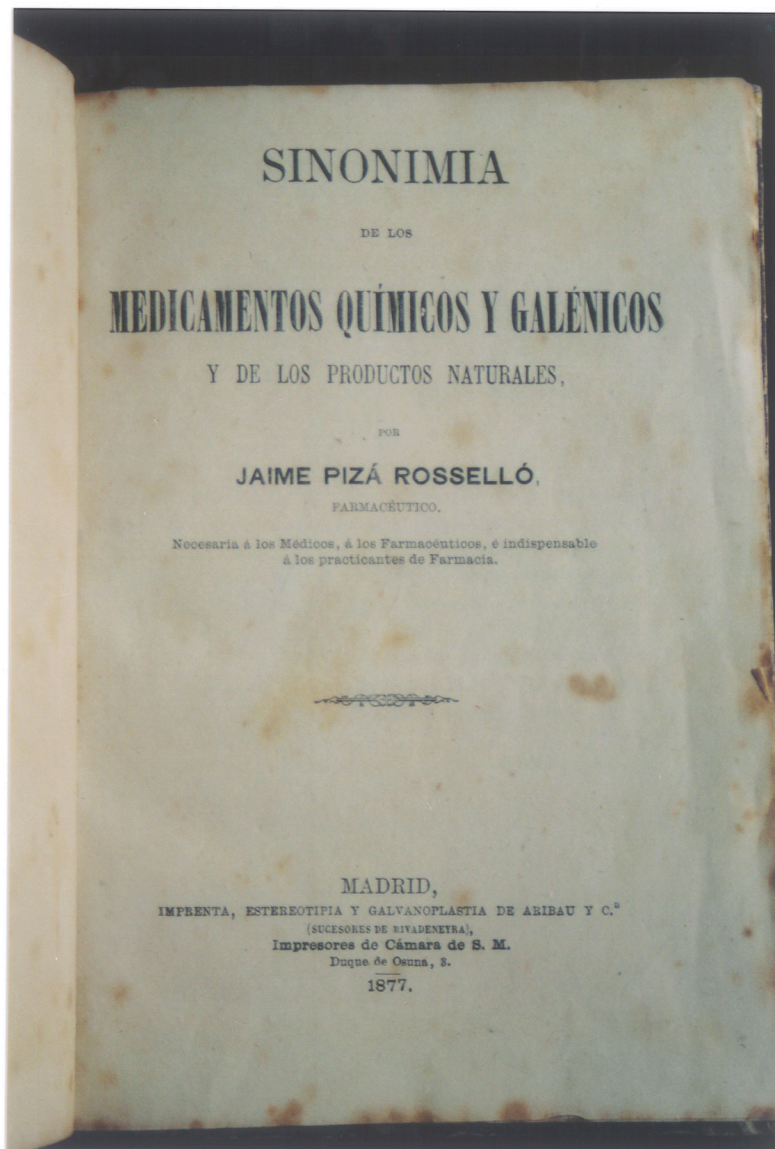 SINONIMIA
DE LOS
MEDICAMENTOS QUÍMICOS Y GALÉNICOS
Y DE LOS PRODUCTOS NATURALES,
POR
JAIME PIZÁ ROSSELLÓ,
FARMACÉUTICO.
Necesaria á los Médicos, á los Farmacéuticos, é indispensable
á los practicantes de Farmacia.
MADRID,
IMPRENTA, ESTEREOTIPIA Y GALVANOPLASTIA DE ARIBAU Y C.ª
(SUCESORES DE RIVADENEYRA),
Impresores de Cámara de S. M.
Duque de Osuna, 3.
1877.